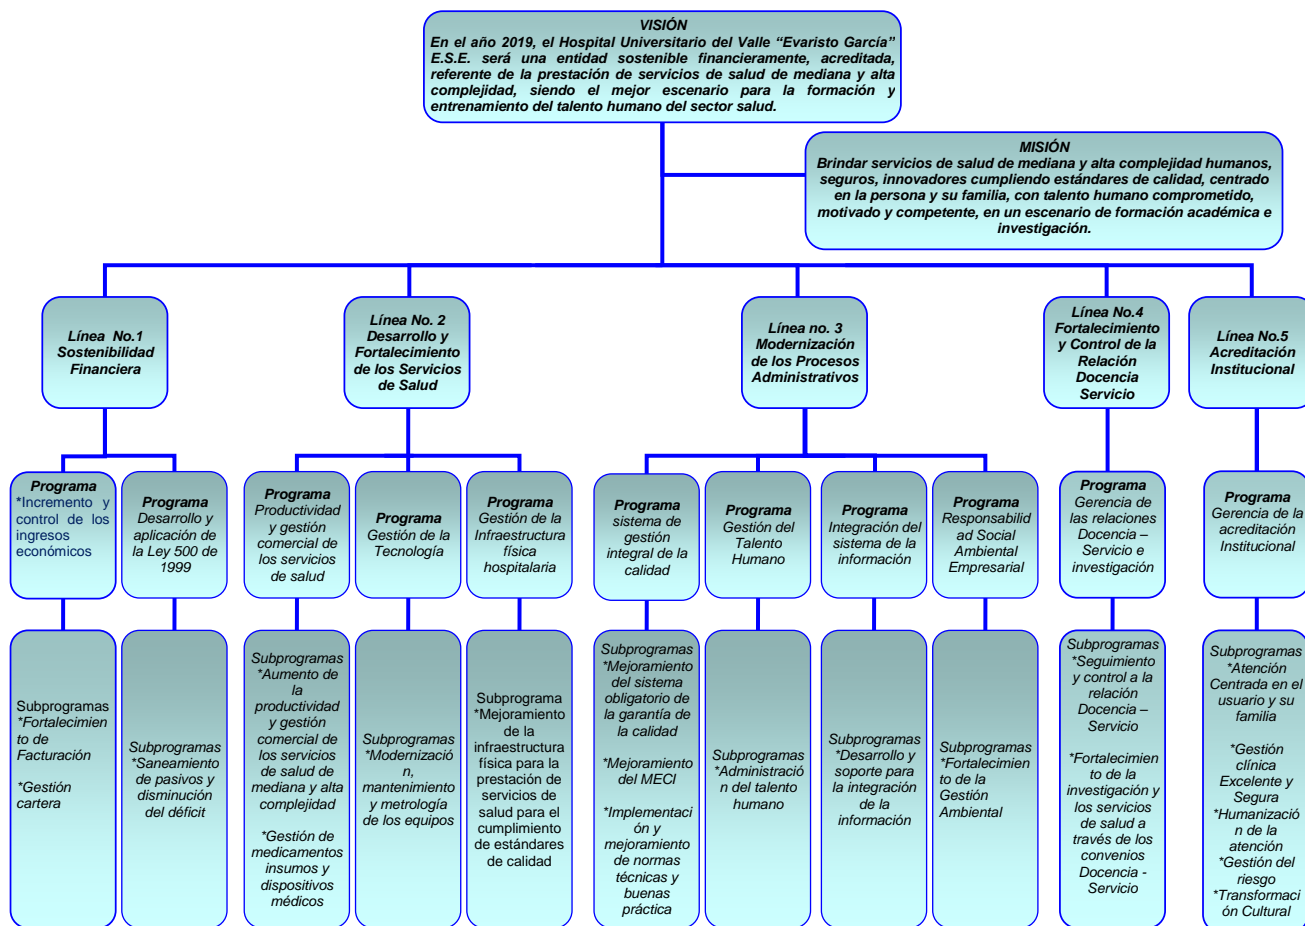 VISIÓN
En el año 2019, el Hospital Universitario del Valle “Evaristo García”
E.S.E. será una entidad sostenible financieramente, acreditada,
referente de la prestación de servicios de salud de mediana y alta
complejidad, siendo el mejor escenario para la formación y
entrenamiento del talento humano del sector salud.
MISIÓN
Brindar servicios de salud de mediana y alta complejidad humanos,
seguros, innovadores cumpliendo estándares de calidad, centrado
en la persona y su familia, con talento humano comprometido,
motivado y competente, en un escenario de formación académica e
investigación.
Línea No.1
Sostenibilidad
Financiera
Línea No. 2
Desarrollo y
Fortalecimiento
de los Servicios
de Salud
Línea no. 3
Modernización
de los Procesos
Administrativos
Línea No.4
Fortalecimiento
y Control de la
Relación
Docencia
Servicio
Línea No.5
Acreditación
Institucional
Programa
*Incremento y
control de los
ingresos
económicos
Programa
Desarrollo y
aplicación de
la Ley 500 de
1999
Programa
Productividad
y gestión
comercial de
los servicios
de salud
Programa
Gestión de la
Tecnología
Programa
Gestión de la
Infraestructura
física
hospitalaria
Programa
sistema de
gestión
integral de la
calidad
Programa
Gestión del
Talento
Humano
Programa
Integración del
sistema de la
información
Programa
Responsabilid
ad Social
Ambiental
Empresarial
Programa
Gerencia de
las relaciones
Docencia –
Servicio e
investigación
Programa
Gerencia de la
acreditación
Institucional
Subprogramas
*Fortalecimien
to de
Facturación
*Gestión
cartera
Subprogramas
*Saneamiento
de pasivos y
disminución
del déficit
Subprogramas
*Aumento de
la
productividad
y gestión
comercial de
los servicios
de salud de
mediana y alta
complejidad
*Gestión de
medicamentos
insumos y
dispositivos
médicos
Subprogramas
*Modernizació
n,
mantenimiento
y metrología
de los equipos
Subprograma
*Mejoramiento
de la
infraestructura
física para la
prestación de
servicios de
salud para el
cumplimiento
de estándares
de calidad
Subprogramas
*Mejoramiento
del sistema
obligatorio de
la garantía de
la calidad
*Mejoramiento
del MECI
*Implementaci
ón y
mejoramiento
de normas
técnicas y
buenas
práctica
Subprogramas
*Administració
n del talento
humano
Subprogramas
*Desarrollo y
soporte para
la integración
de la
información
Subprogramas
*Fortalecimien
to de la
Gestión
Ambiental
Subprogramas
*Seguimiento
y control a la
relación
Docencia –
Servicio
*Fortalecimien
to de la
investigación y
los servicios
de salud a
través de los
convenios
Docencia -
Servicio
Subprogramas
*Atención
Centrada en el
usuario y su
familia
*Gestión
clínica
Excelente y
Segura
*Humanizació
n de la
atención
*Gestión del
riesgo
*Transformaci
ón Cultural